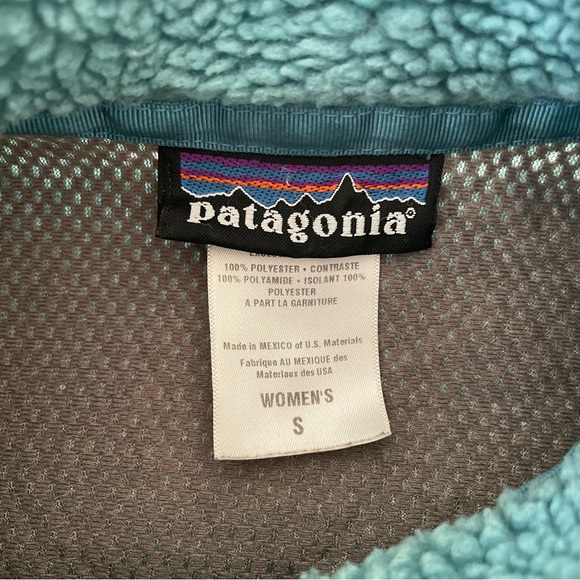 patagonia®
100% POLYESTER • CONTRASTE
100% POLYAMIDE • ISOLANT 100%
POLYESTER
A PART LA GARNITURE
Made in MEXICO of U.S. Materials
Fabrique AU MEXIQUE des
Materiaux des USA
WOMEN'S
S